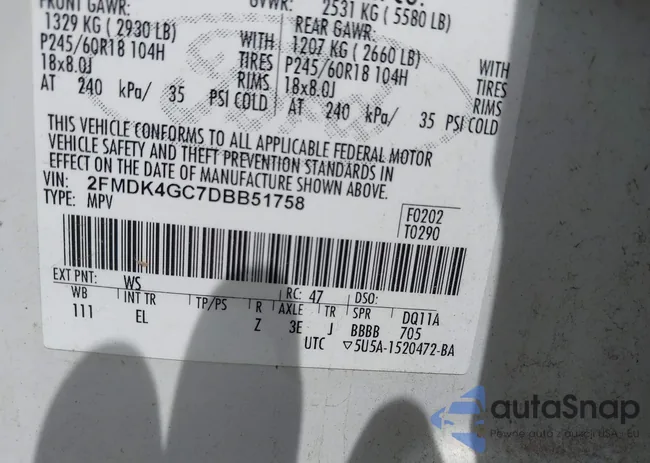 FRONT GAWR:
1329 KG ( 2930 LB)
P245/60R18 104H WITH
18x8.0J TIRES
RIMS
AT 240 kPa/ 35 PSI COLD
GVWR: 2531 KG ( 5580 LB)
REAR GAWR:
1207 KG ( 2660 LB)
P245/60R18 104H WITH
18x8.0J TIRES
RIMS
AT 240 kPa/ 35 PSI COLD
THIS VEHICLE CONFORMS TO ALL APPLICABLE FEDERAL MOTOR
VEHICLE SAFETY AND THEFT PREVENTION STANDARDS IN
EFFECT ON THE DATE OF MANUFACTURE SHOWN ABOVE.
VIN: 2FMDK4GC7DBB51758
TYPE: MPV
F0202
T0290
EXT PNT: WS RC: 47 DSO:
WB INT TR TP/PS R AXLE TR SPR DQ11A
111 EL Z 3E J BBBB 705
UTC ▽5U5A-1520472-BA
autaSnap
Pewne auta z aukcji USA, EU